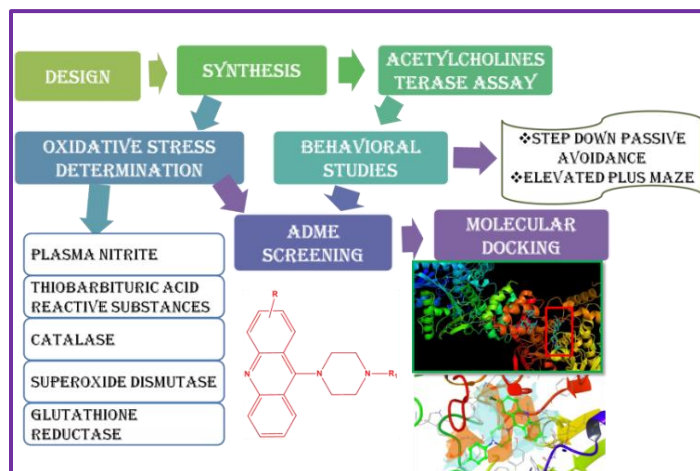 DESIGN
SYNTHESIS
ACETYLCHOLINES
TERASE ASSAY
OXIDATIVE STRESS
DETERMINATION
BEHAVIORAL
STUDIES
❖STEP DOWN PASSIVE
AVOIDANCE
❖ELEVATED PLUS MAZE
ADME
SCREENING
MOLECULAR
DOCKING
PLASMA NITRITE
THIOBARBITURIC ACID
REACTIVE SUBSTANCES
CATALASE
SUPEROXIDE DISMUTASE
GLUTATHIONE
REDUCTASE
R
N
N
N
R₁